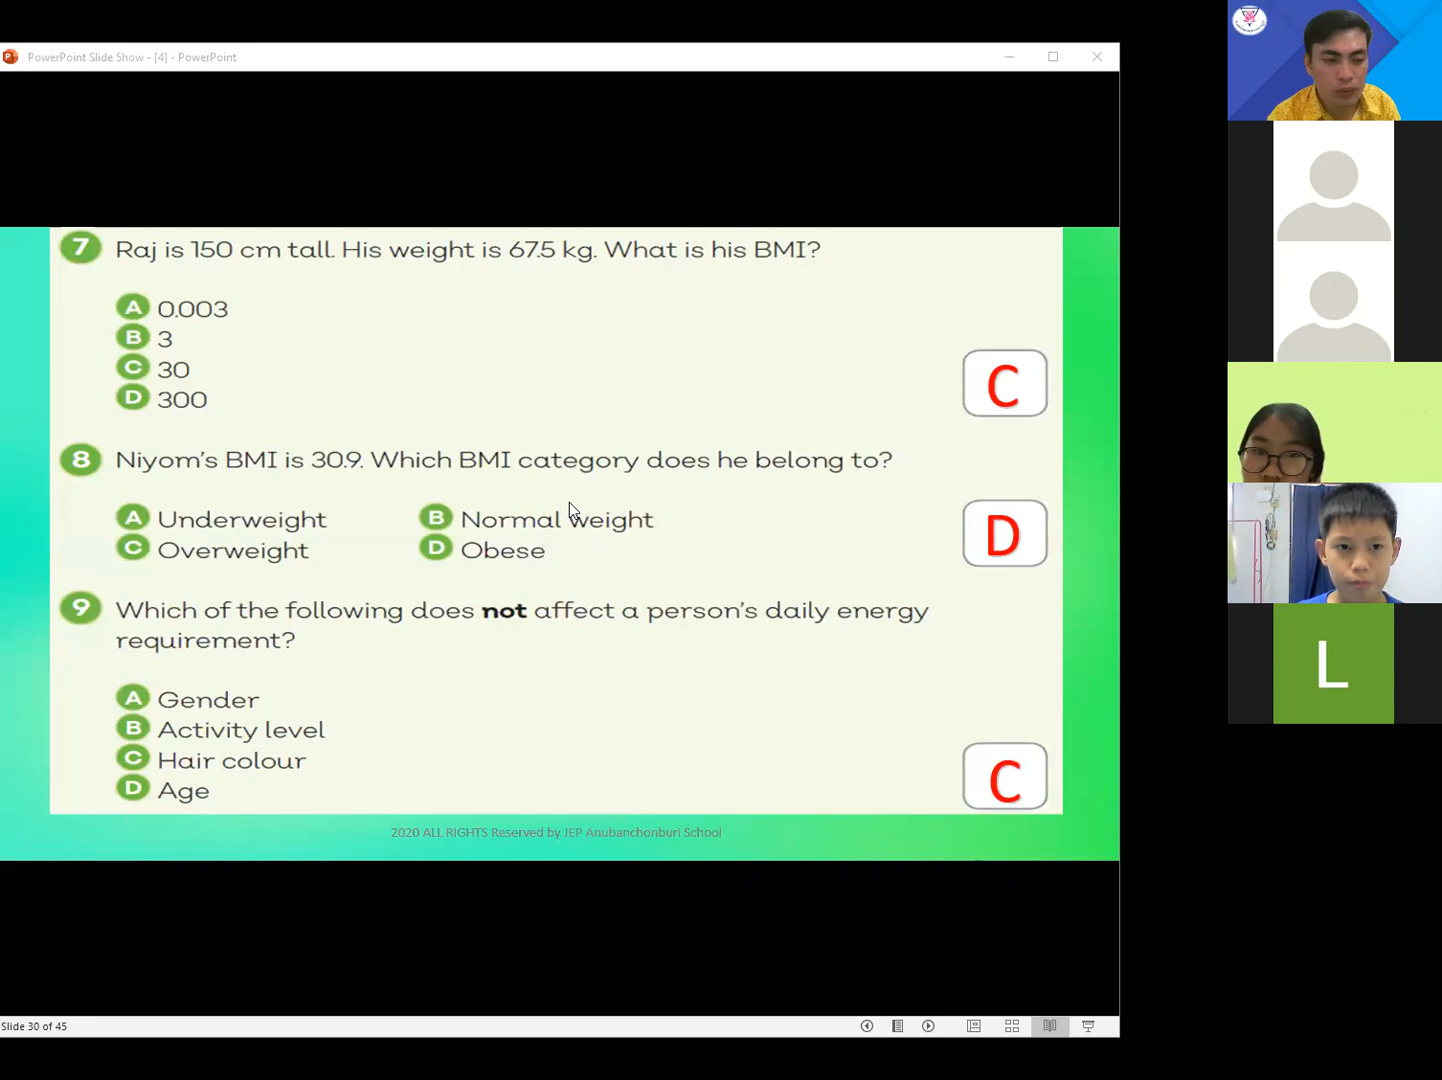 PowerPoint Slide Show - [4] - PowerPoint
7 Raj is 150 cm tall. His weight is 67.5 kg. What is his BMI?
A 0.003
B 3
C 30
D 300
C
8 Niyom's BMI is 30.9. Which BMI category does he belong to?
A Underweight B Normal weight
C Overweight D Obese
D
9 Which of the following does not affect a person's daily energy
requirement?
A Gender
B Activity level
C Hair colour
D Age
C
2020 ALL RIGHTS Reserved by JEP Anubanchonburi School
Slide 30 of 45
L